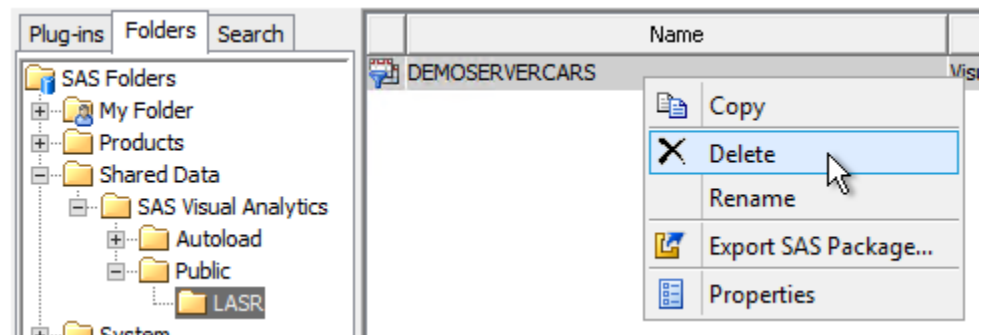 Plug-ins Folders Search
SAS Folders
My Folder
Products
Shared Data
SAS Visual Analytics
Autoload
Public
LASR
System
Name
DEMOSERVERCARS
Copy
Delete
Rename
Export SAS Package...
Properties